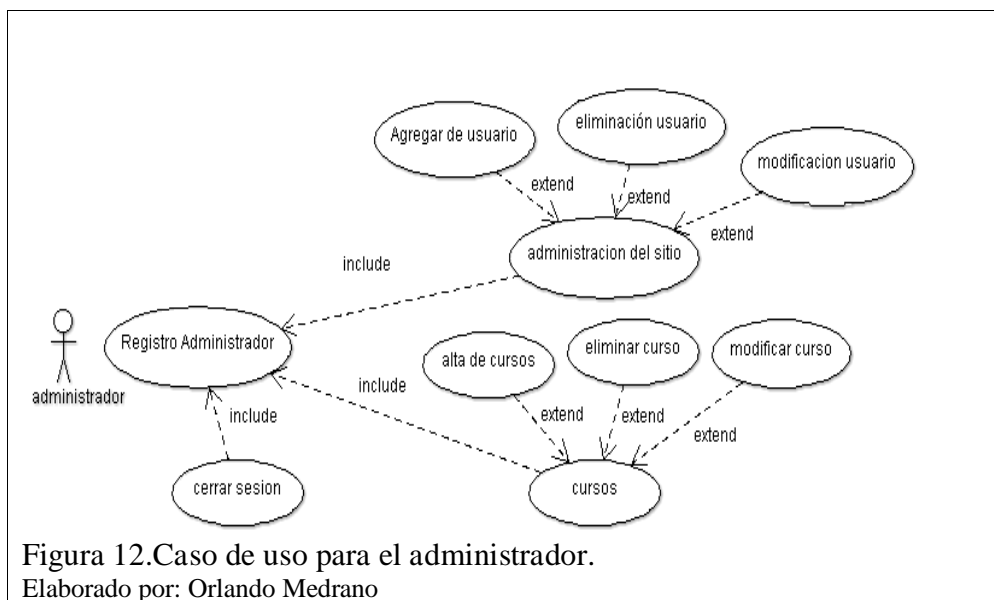 Agregar de usuario
eliminación usuario
modificacion usuario
extend
extend
extend
administracion del sitio
include
Registro Administrador
administrador
alta de cursos
eliminar curso
modificar curso
include
extend
extend
extend
include
cerrar sesion
cursos
Figura 12.Caso de uso para el administrador.
Elaborado por: Orlando Medrano